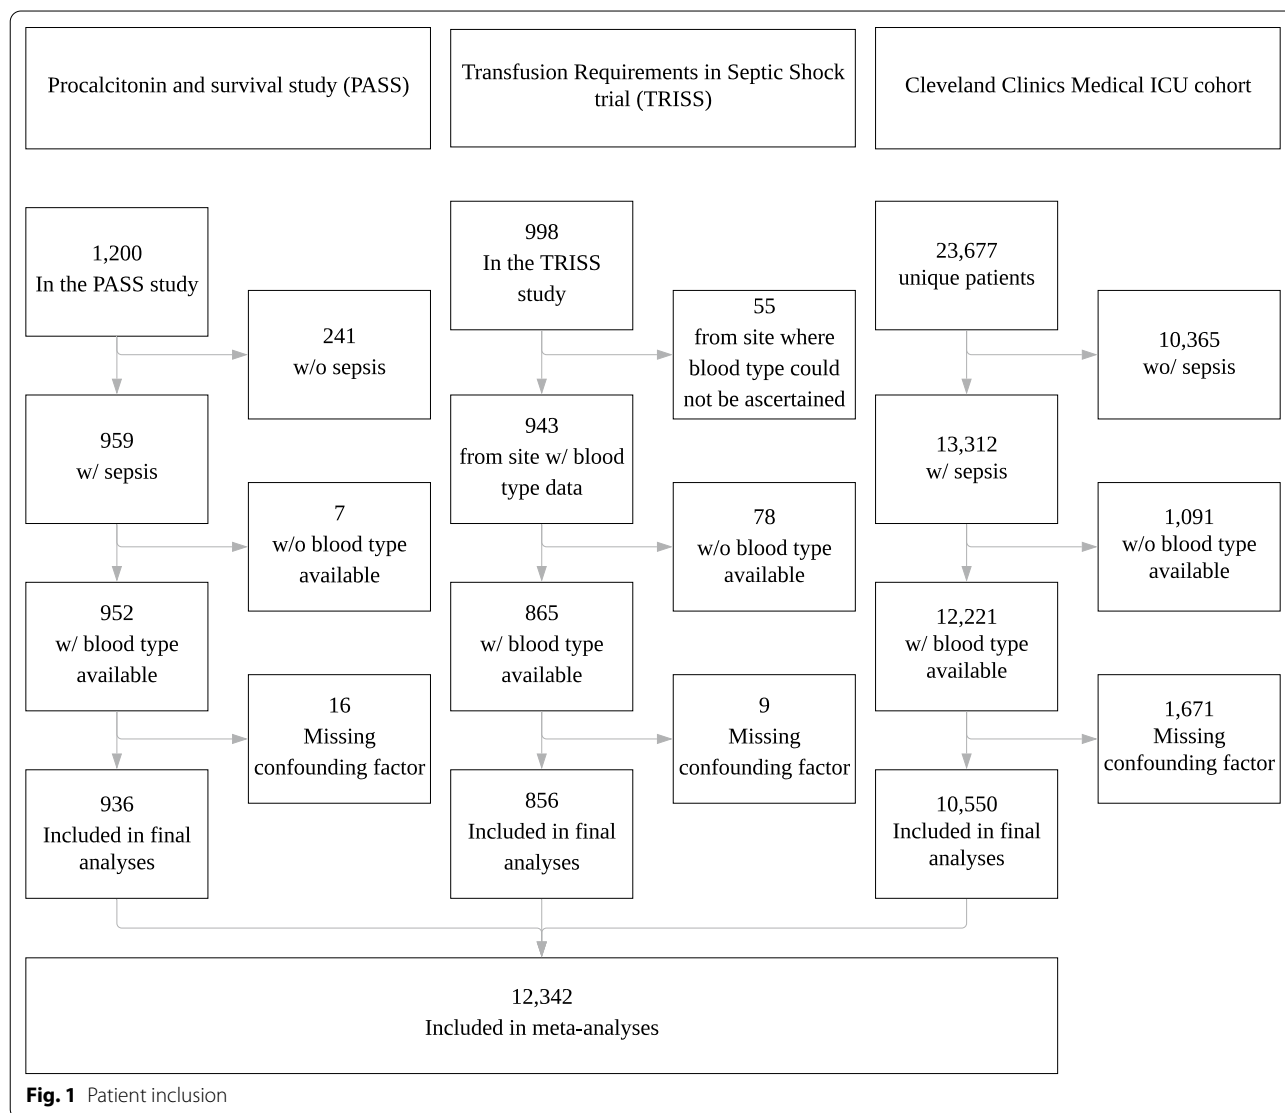 Procalcitonin and survival study (PASS)
Transfusion Requirements in Septic Shock
trial (TRISS)
Cleveland Clinics Medical ICU cohort
1,200
In the PASS study
241
w/o sepsis
959
w/ sepsis
7
w/o blood type
available
952
w/ blood type
available
16
Missing
confounding factor
936
Included in final
analyses
998
In the TRISS
study
55
from site where
blood type could
not be ascertained
943
from site w/ blood
type data
78
w/o blood type
available
865
w/ blood type
available
9
Missing
confounding factor
856
Included in final
analyses
23,677
unique patients
10,365
wo/ sepsis
13,312
w/ sepsis
1,091
w/o blood type
available
12,221
w/ blood type
available
1,671
Missing
confounding factor
10,550
Included in final
analyses
12,342
Included in meta-analyses
Fig. 1 Patient inclusion